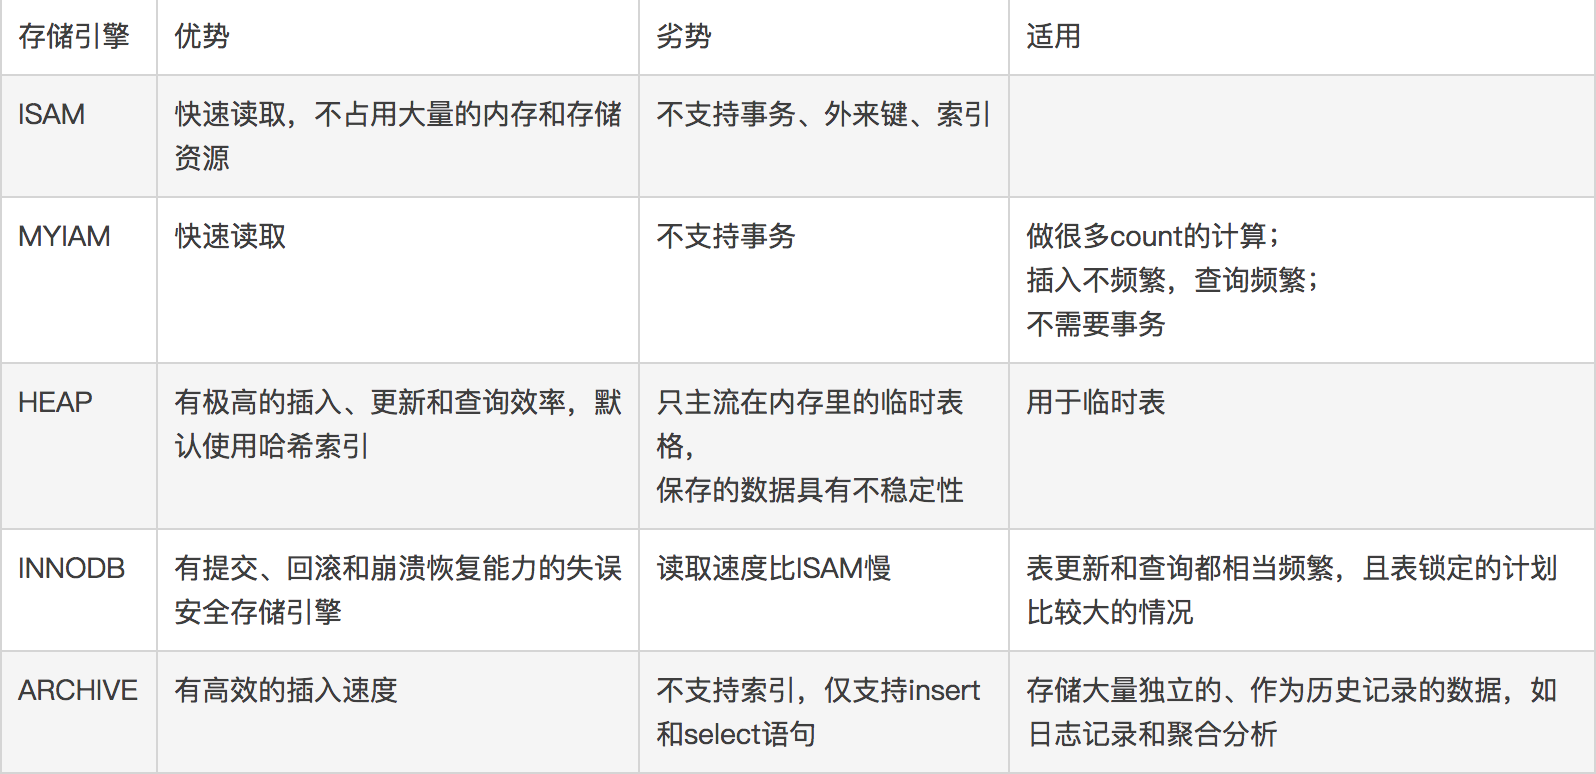 存储引擎 优势 劣势 适用
ISAM 快速读取，不占用大量的内存和存储 不支持事务、外来键、索引
资源
MYIAM 快速读取 不支持事务 做很多count的计算；
插入不频繁，查询频繁；
不需要事务
HEAP 有极高的插入、更新和查询效率，默 只主流在内存里的临时表 用于临时表
认使用哈希索引 格，
保存的数据具有不稳定性
INNODB 有提交、回滚和崩溃恢复能力的失误 读取速度比ISAM慢 表更新和查询都相当频繁，且表锁定的计划
安全存储引擎 比较大的情况
ARCHIVE 有高效的插入速度 不支持索引，仅支持insert 存储大量独立的、作为历史记录的数据，如
和select语句 日志记录和聚合分析